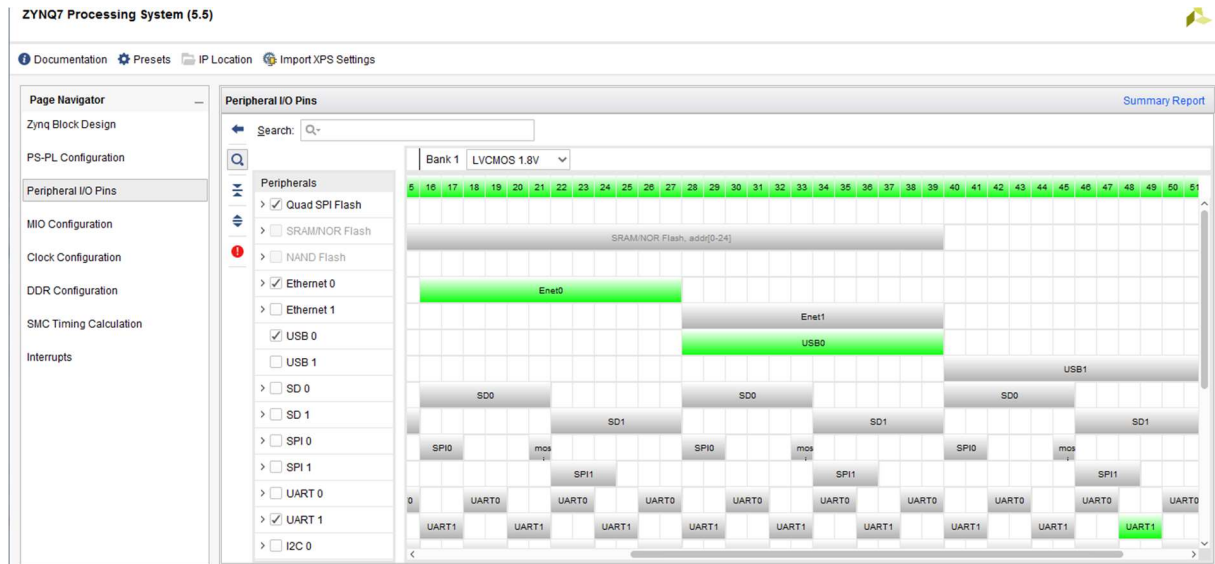 ZYNQ7 Processing System (5.5)
Documentation Presets IP Location Import XPS Settings
Page Navigator
Zynq Block Design
PS-PL Configuration
Peripheral I/O Pins
MIO Configuration
Clock Configuration
DDR Configuration
SMC Timing Calculation
Interrupts
Peripheral I/O Pins Summary Report
Search:
Bank 1 LVCMOS 1.8V
Peripherals 5 16 17 18 19 20 21 22 23 24 25 26 27 28 29 30 31 32 33 34 35 36 37 38 39 40 41 42 43 44 45 46 47 48 49 50 51
Quad SPI Flash
SRAM/NOR Flash SRAM/NOR Flash, addr[0-24]
NAND Flash
Ethernet 0 Enet0
Ethernet 1 Enet1
USB 0 USB0
USB 1 USB1
SD 0 SD0 SD0 SD0
SD 1 SD1 SD1 SD1
SPI 0 SPI0 mos SPI0 mos SPI0 mos
SPI 1 SPI1 SPI1 SPI1
UART 0 0 UART0 UART0 UART0 UART0 UART0 UART0 UART0 UART0 UART0
UART 1 UART1 UART1 UART1 UART1 UART1 UART1 UART1 UART1 UART1
I2C 0